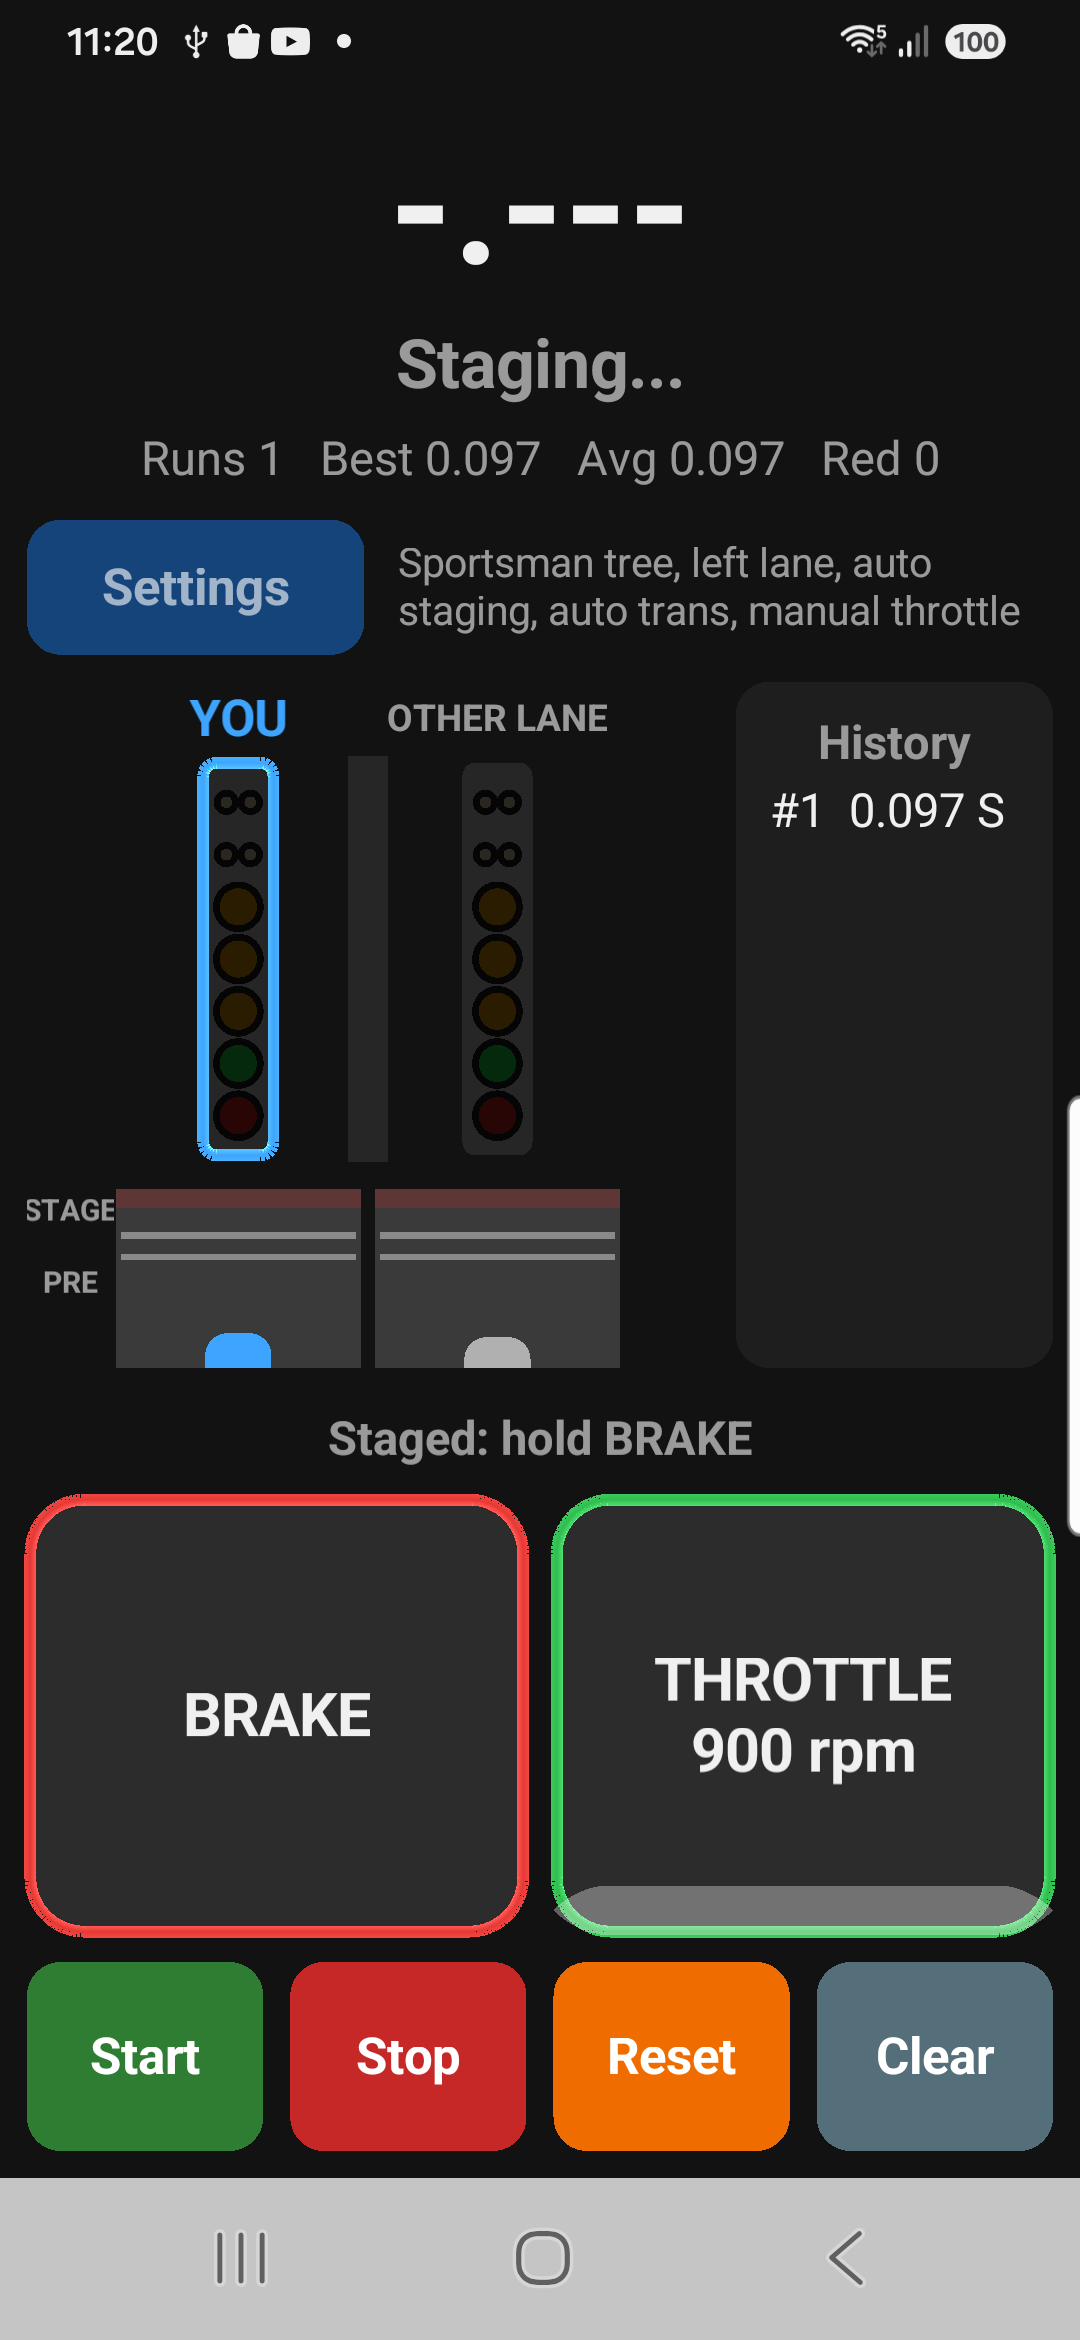 11:20
5
100
-.---
Staging...
Runs 1 Best 0.097 Avg 0.097 Red 0
Settings
Sportsman tree, left lane, auto
staging, auto trans, manual throttle
YOU
OTHER LANE
History
#1 0.097 S
STAGE
PRE
Staged: hold BRAKE
BRAKE
THROTTLE
900 rpm
Start
Stop
Reset
Clear